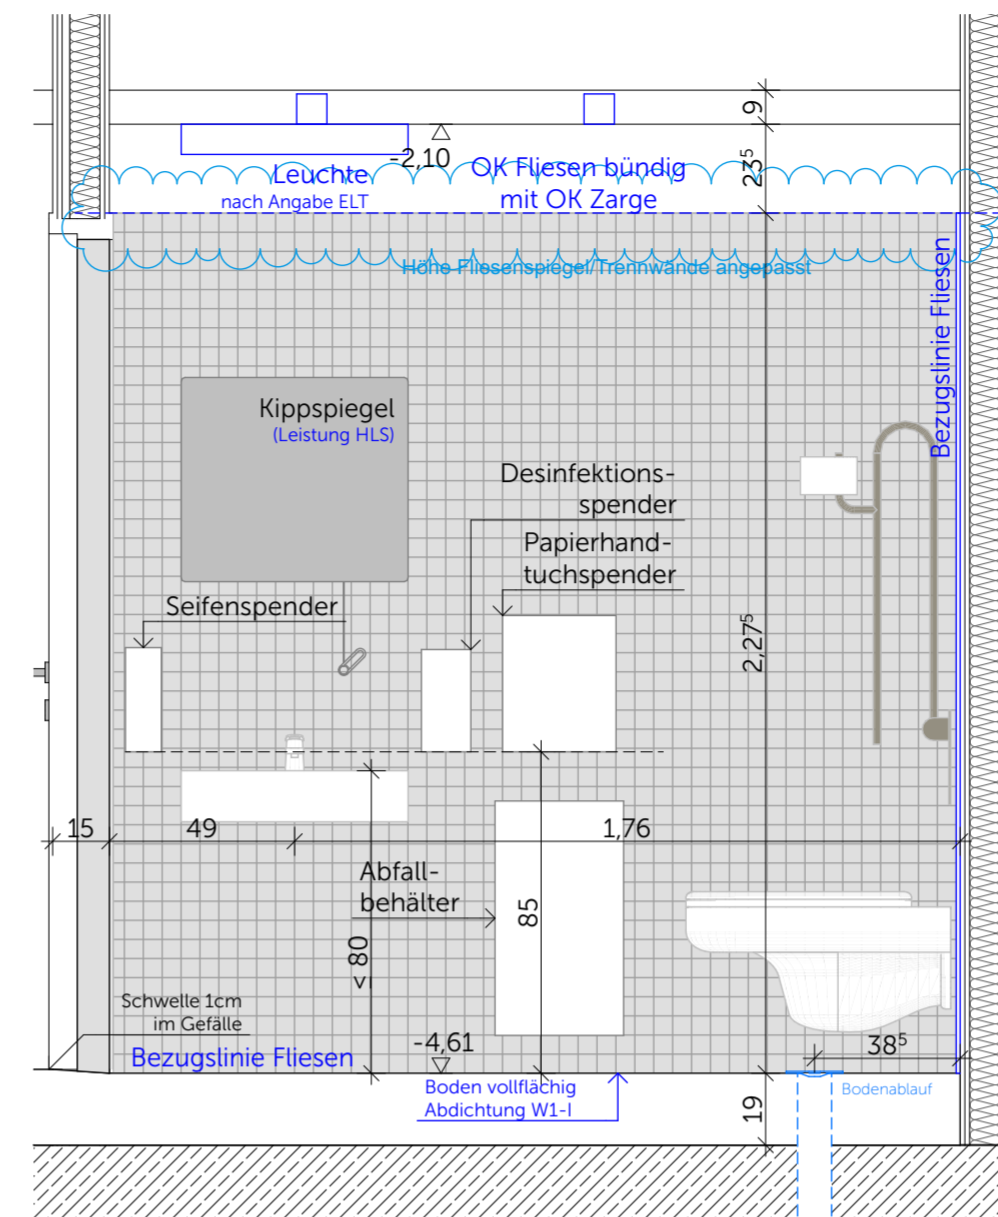 9
-2,10
23⁵
Leuchte
nach Angabe ELT
OK Fliesen bündig
mit OK Zarge
Höhe Fliesenspiegel/Trennwände angepasst
Bezugslinie Fliesen
Kippspiegel
(Leistung HLS)
Desinfektions-
spender
Papierhand-
tuchspender
Seifenspender
2,27⁵
15
49
1,76
Abfall-
behälter
85
< 80
Schwelle 1cm
im Gefälle
Bezugslinie Fliesen
-4,61
38⁵
Boden vollflächig
Abdichtung W1-I
Bodenablauf
19